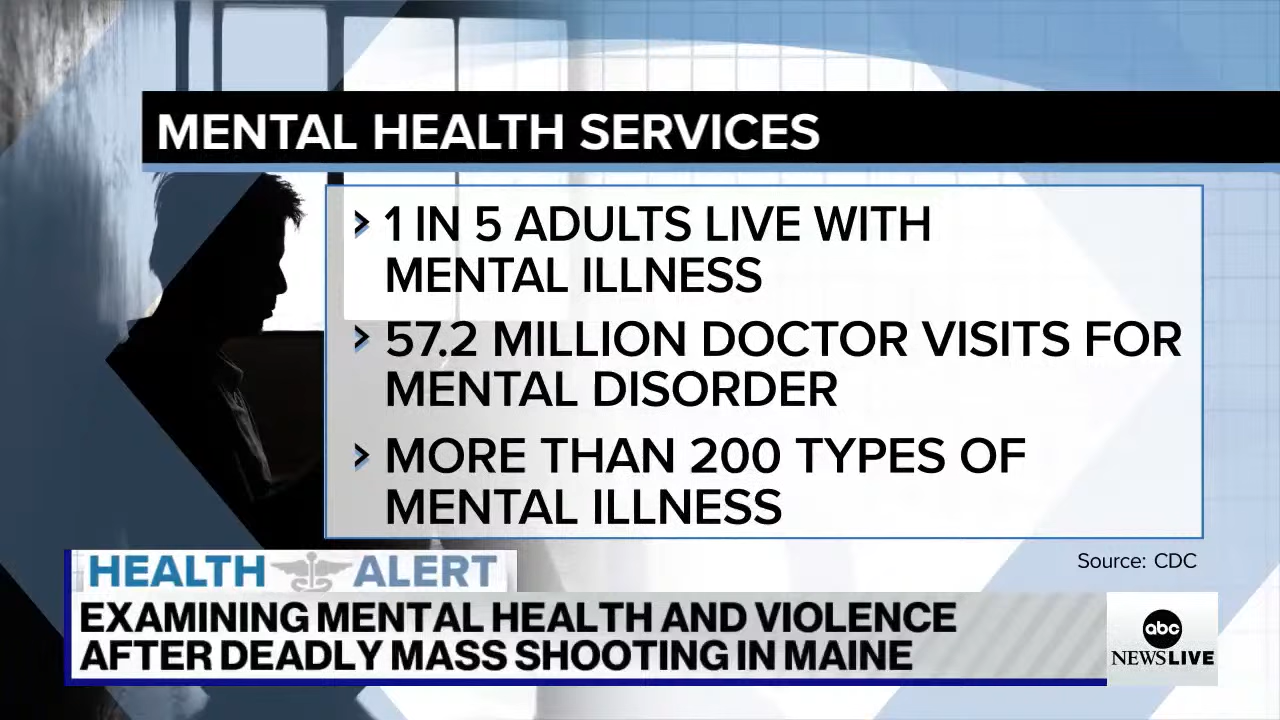 MENTAL HEALTH SERVICES
> 1 IN 5 ADULTS LIVE WITH
MENTAL ILLNESS
> 57.2 MILLION DOCTOR VISITS FOR
MENTAL DISORDER
> MORE THAN 200 TYPES OF
MENTAL ILLNESS
Source: CDC
HEALTH ALERT
EXAMINING MENTAL HEALTH AND VIOLENCE
AFTER DEADLY MASS SHOOTING IN MAINE
abc
NEWSLIVE